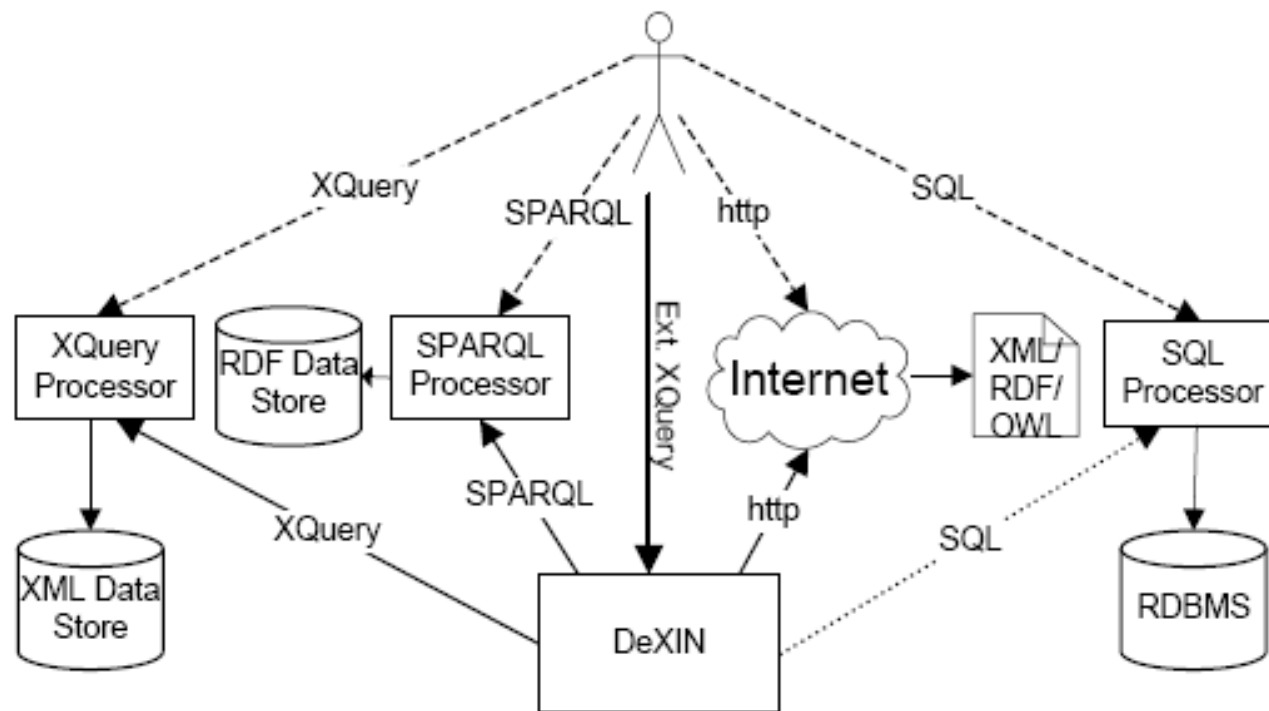 XQuery
SQL
SPARQL
http
Ext. XQuery
XQuery
Processor
RDF Data
Store
SPARQL
Processor
Internet
XML/
RDF/
OWL
SQL
Processor
SPARQL
http
XQuery
SQL
XML Data
Store
DeXIN
RDBMS